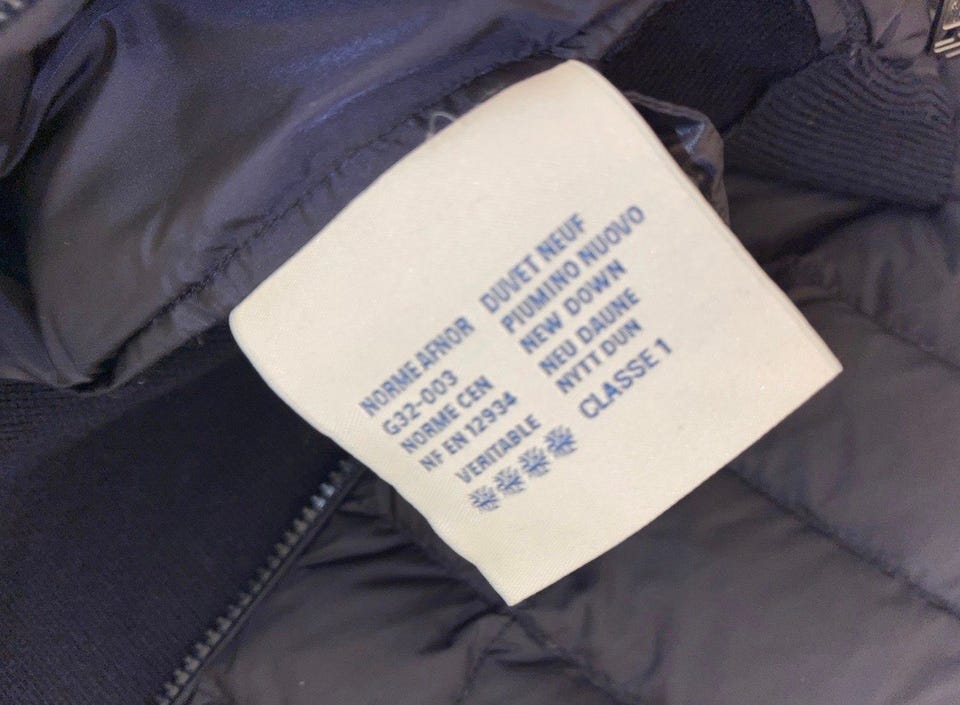 NORME AFNOR
G32-003
NORME CEN
NF EN 12934
VERITABLE
DUVET NEUF
PIUMINO NUOVO
NEW DOWN
NEU DAUNE
NYTT DUN
CLASSE 1